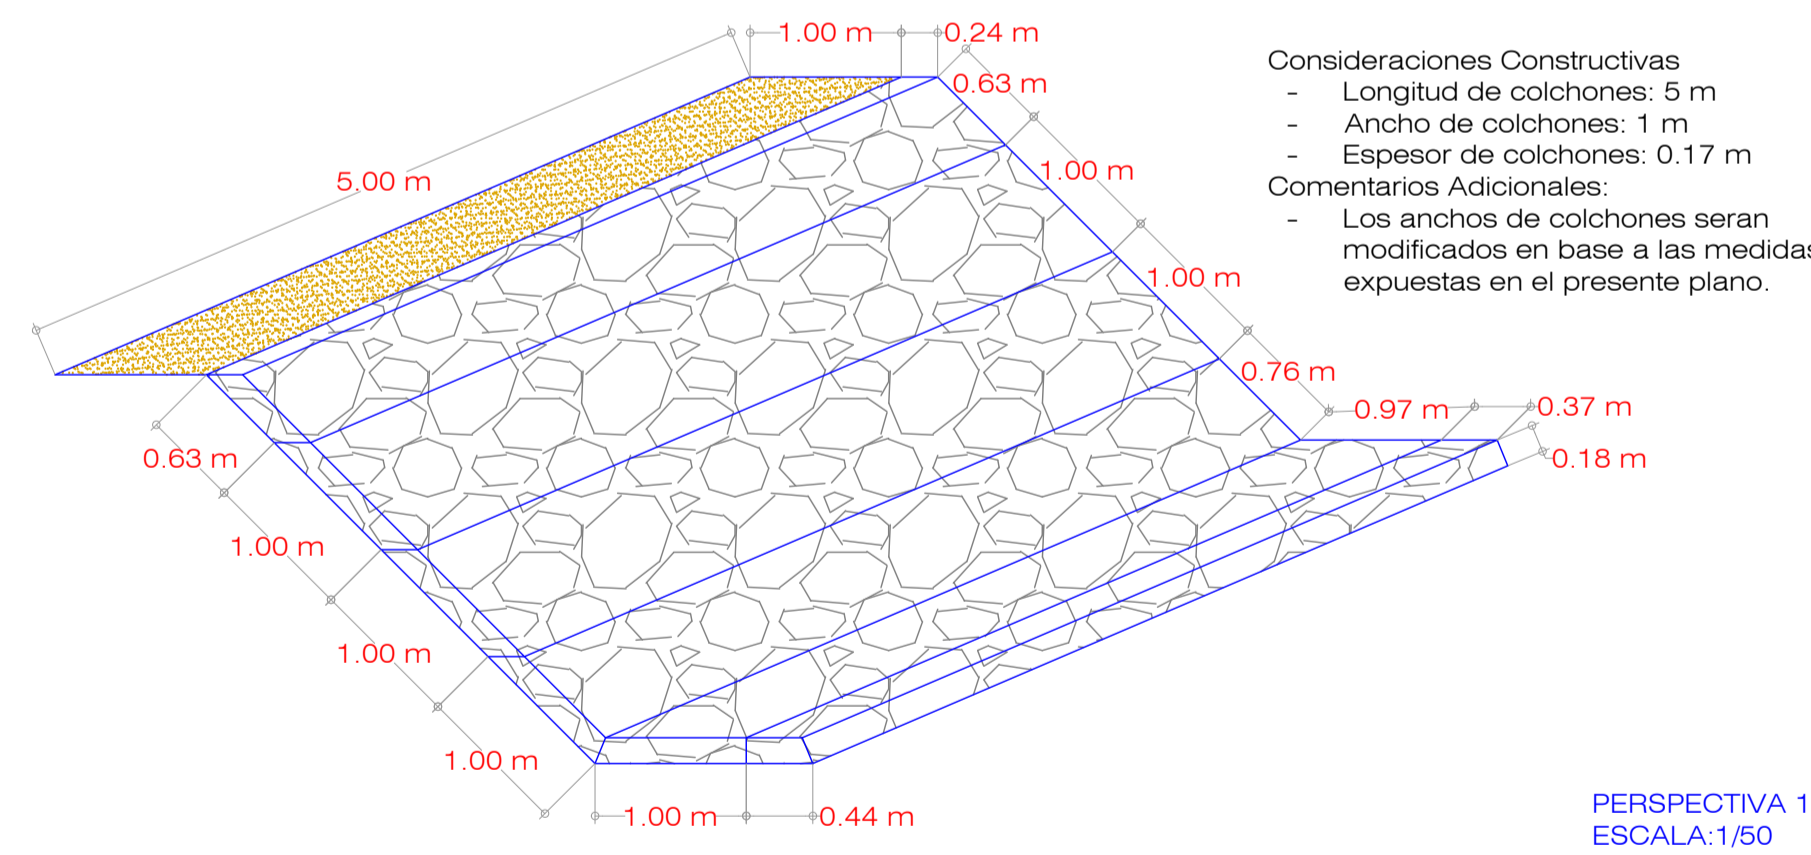 1.00 m
0.24 m
0.63 m
5.00 m
1.00 m
1.00 m
0.76 m
0.97 m
0.37 m
0.18 m
0.63 m
1.00 m
1.00 m
1.00 m
1.00 m
0.44 m
Consideraciones Constructivas
- Longitud de colchones: 5 m
- Ancho de colchones: 1 m
- Espesor de colchones: 0.17 m
Comentarios Adicionales:
- Los anchos de colchones seran
modificados en base a las medidas
expuestas en el presente plano.
PERSPECTIVA 1
ESCALA:1/50